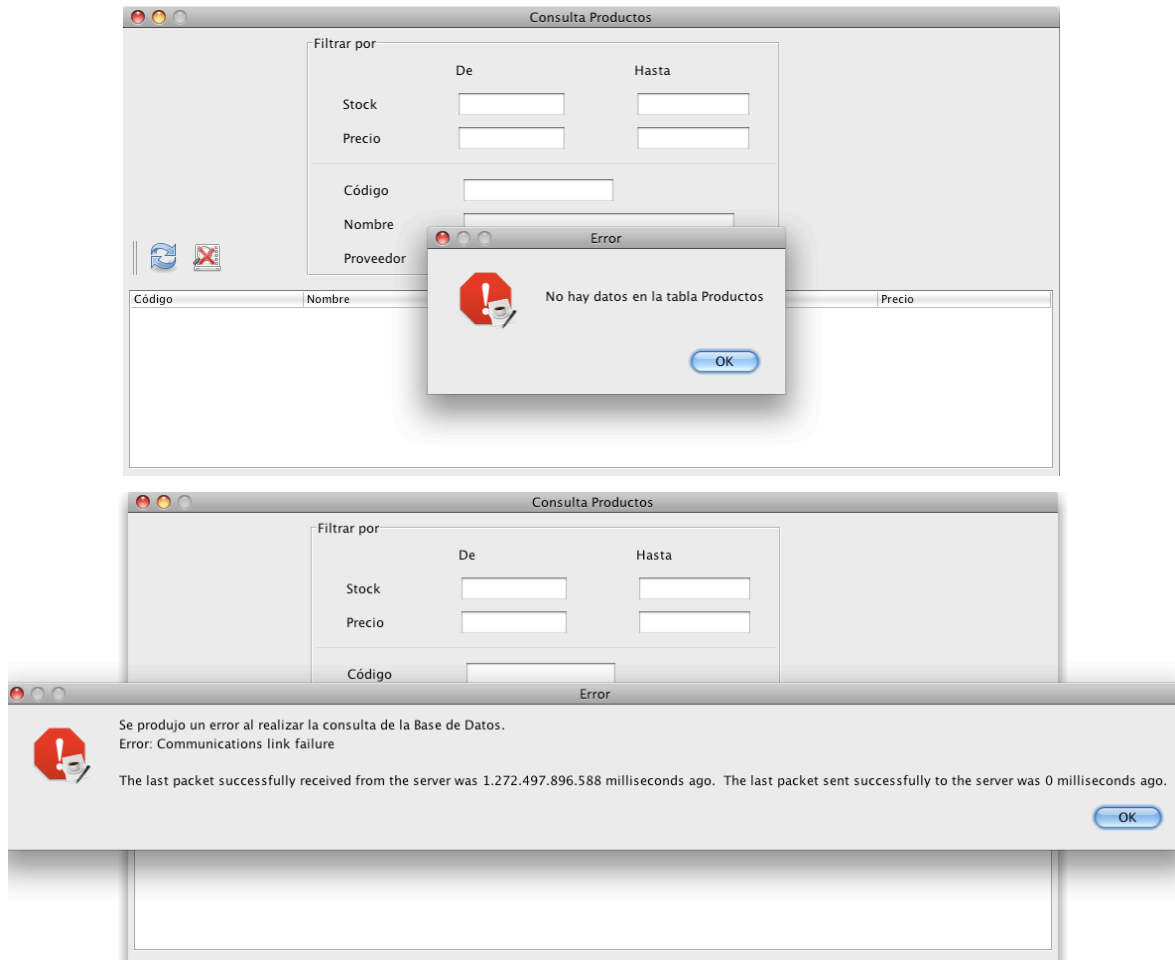 Consulta Productos
Filtrar por
De Hasta
Stock
Precio
Código
Nombre
Proveedor
Error
No hay datos en la tabla Productos
OK
Código Nombre Precio
Consulta Productos
Filtrar por
De Hasta
Stock
Precio
Código
Error
Se produjo un error al realizar la consulta de la Base de Datos.
Error: Communications link failure
The last packet successfully received from the server was 1.272.497.896.588 milliseconds ago. The last packet sent successfully to the server was 0 milliseconds ago.
OK